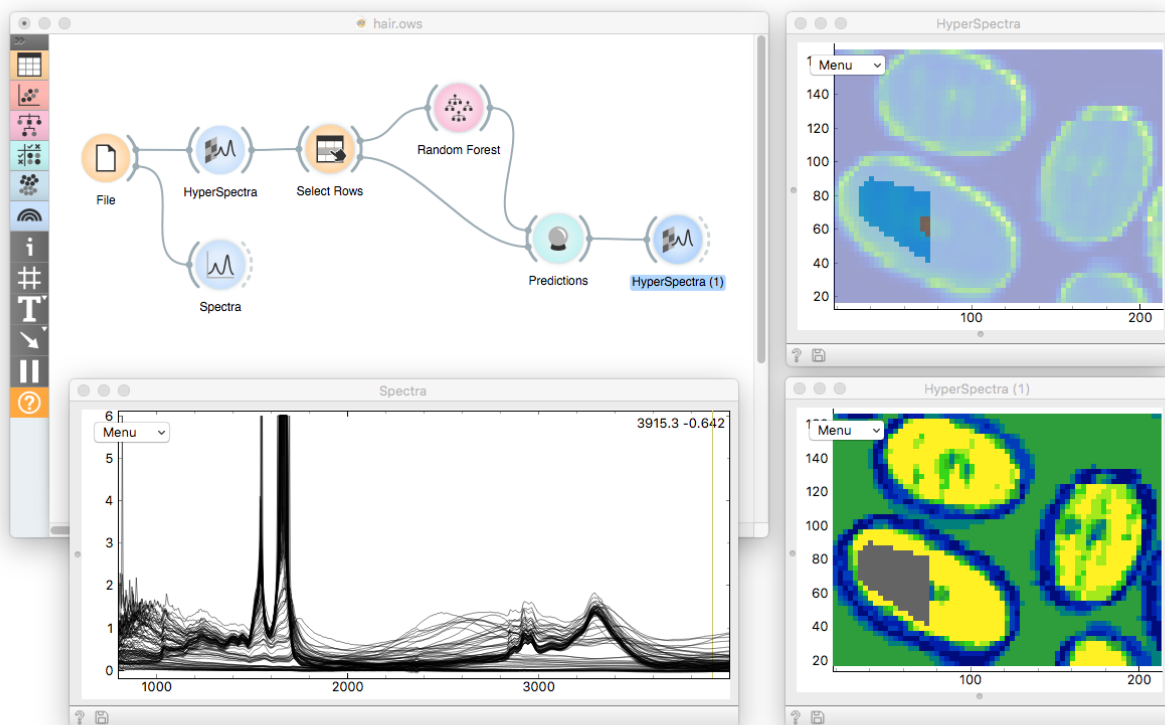 hair.ows
File
HyperSpectra
Select Rows
Random Forest
Spectra
Predictions
HyperSpectra (1)
HyperSpectra
Menu
140
120
100
80
60
40
20
100
200
Spectra
Menu
3915.3 -0.642
6
5
4
3
2
1
0
1000
2000
3000
HyperSpectra (1)
Menu
140
120
100
80
60
40
20
100
200